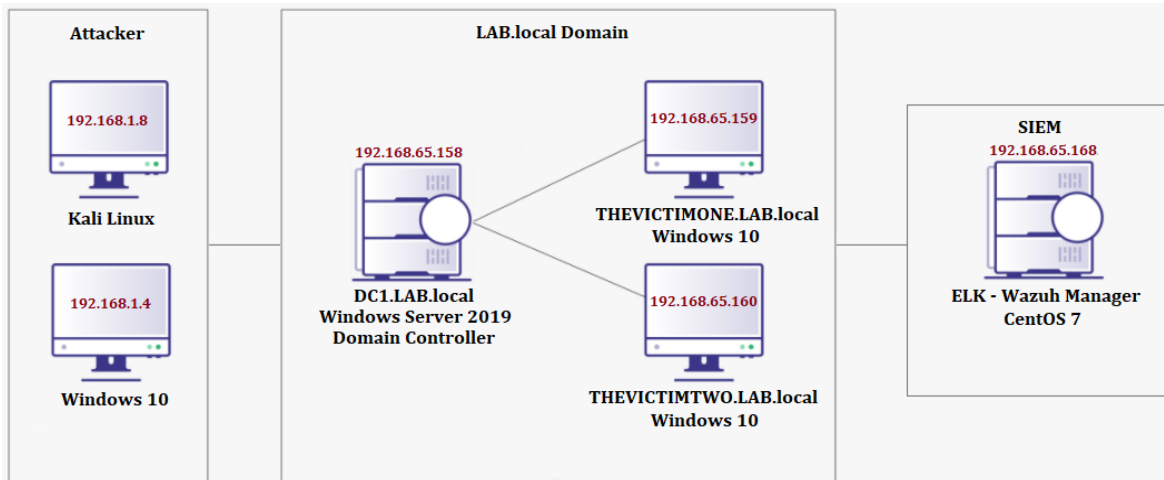 Attacker
192.168.1.8
Kali Linux
192.168.1.4
Windows 10
LAB.local Domain
192.168.65.158
DC1.LAB.local
Windows Server 2019
Domain Controller
192.168.65.159
THEVICTIMONE.LAB.local
Windows 10
192.168.65.160
THEVICTIMTWO.LAB.local
Windows 10
SIEM
192.168.65.168
ELK - Wazuh Manager
CentOS 7